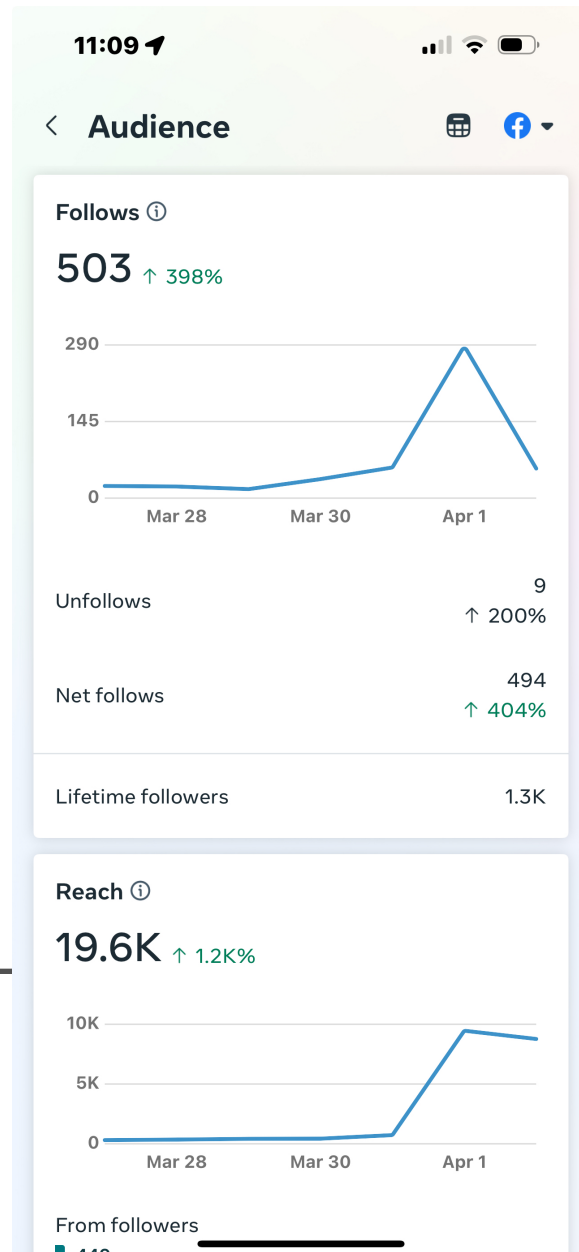 11:09
Audience
Follows
503 ↑ 398%
290
145
0
Mar 28 Mar 30 Apr 1
Unfollows
9
↑ 200%
Net follows
494
↑ 404%
Lifetime followers 1.3K
Reach
19.6K ↑ 1.2K%
10K
5K
0
Mar 28 Mar 30 Apr 1
From followers